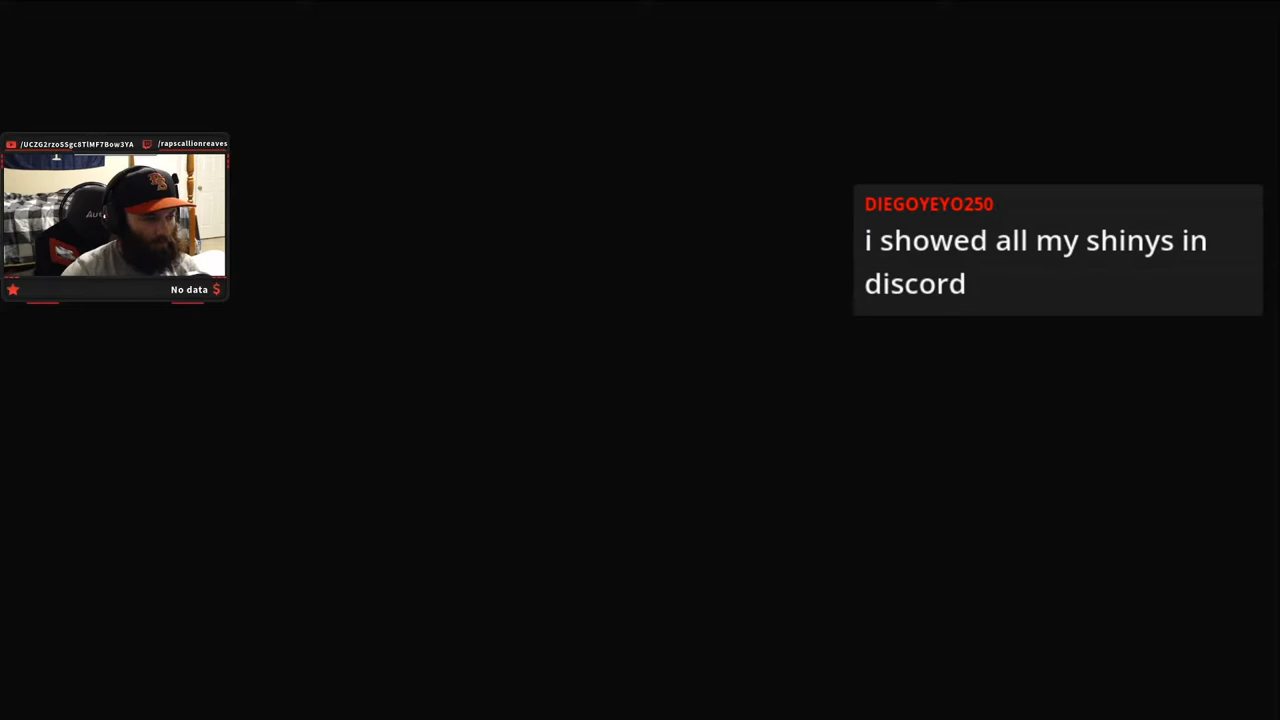 /UCZG2rzoSSgc8TlMF7Bow3YA /rapscallionreaves
No data $
DIEGOYEYO250
i showed all my shinys in
discord